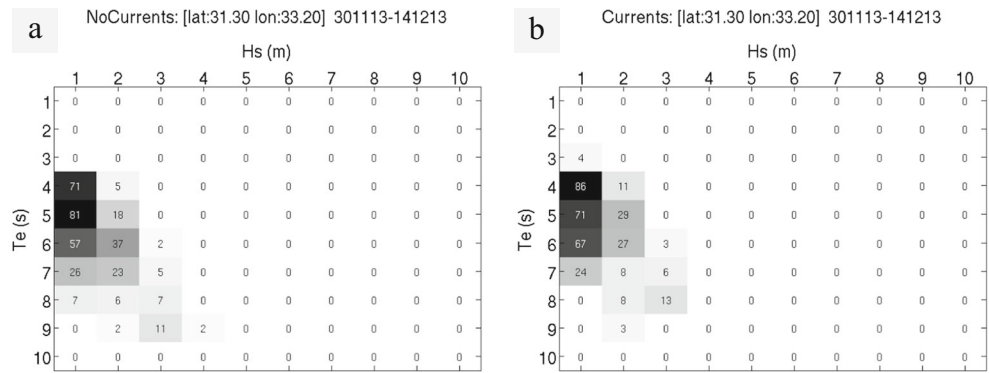 a
NoCurrents: [lat:31.30 lon:33.20] 301113-141213
Hs (m)
1 2 3 4 5 6 7 8 9 10
Te (s)
1 0 0 0 0 0 0 0 0 0 0
2 0 0 0 0 0 0 0 0 0 0
3 0 0 0 0 0 0 0 0 0 0
4 71 5 0 0 0 0 0 0 0 0
5 81 18 0 0 0 0 0 0 0 0
6 57 37 2 0 0 0 0 0 0 0
7 26 23 5 0 0 0 0 0 0 0
8 7 6 7 0 0 0 0 0 0 0
9 0 2 11 2 0 0 0 0 0 0
10 0 0 0 0 0 0 0 0 0 0
b
Currents: [lat:31.30 lon:33.20] 301113-141213
Hs (m)
1 2 3 4 5 6 7 8 9 10
Te (s)
1 0 0 0 0 0 0 0 0 0 0
2 0 0 0 0 0 0 0 0 0 0
3 4 0 0 0 0 0 0 0 0 0
4 86 11 0 0 0 0 0 0 0 0
5 71 29 0 0 0 0 0 0 0 0
6 67 27 3 0 0 0 0 0 0 0
7 24 8 6 0 0 0 0 0 0 0
8 0 8 13 0 0 0 0 0 0 0
9 0 3 0 0 0 0 0 0 0 0
10 0 0 0 0 0 0 0 0 0 0